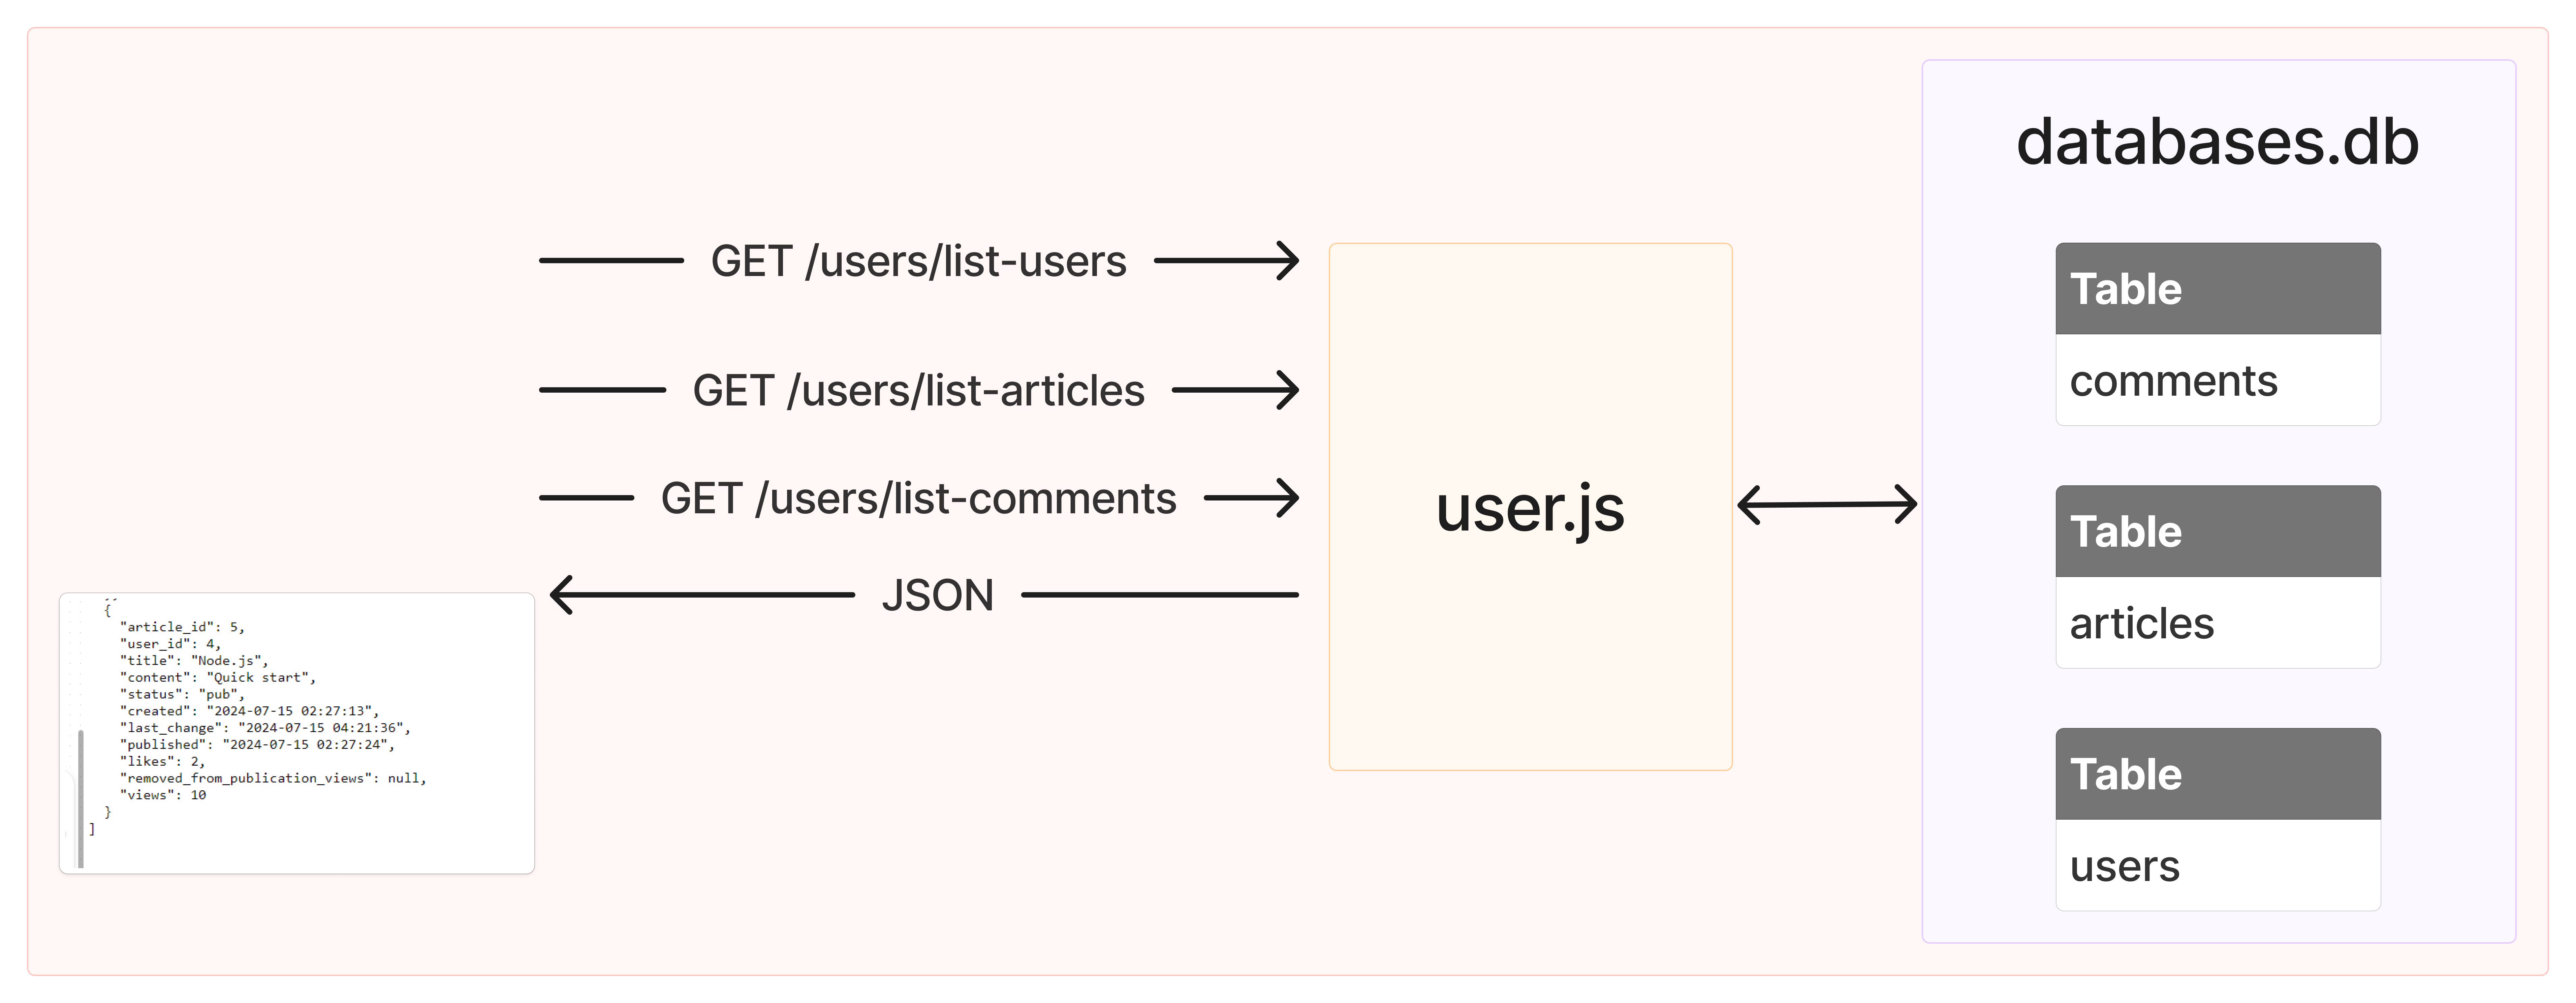 databases.db
GET /users/list-users
GET /users/list-articles
GET /users/list-comments
JSON
{
"article_id": 5,
"user_id": 4,
"title": "Node.js",
"content": "Quick start",
"status": "pub",
"created": "2024-07-15 02:27:13",
"last_change": "2024-07-15 04:21:36",
"published": "2024-07-15 02:27:24",
"likes": 2,
"removed_from_publication_views": null,
"views": 10
}
]
user.js
Table
comments
Table
articles
Table
users